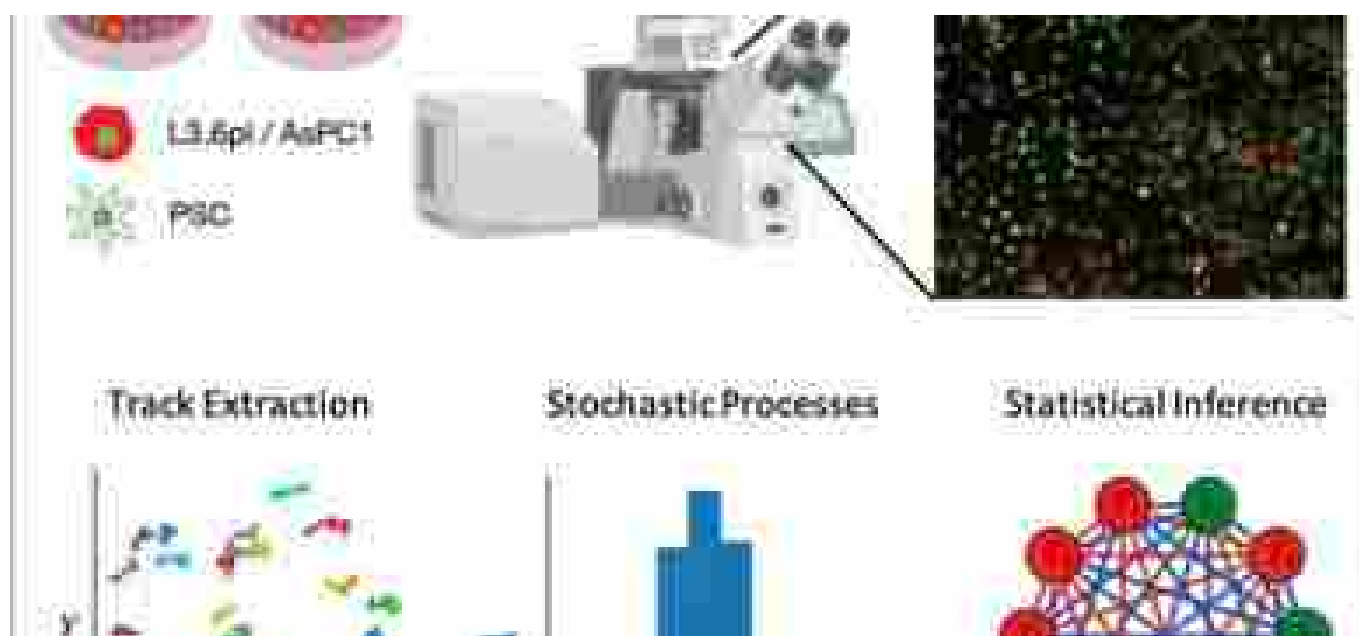 L3.6pl / AsPC1
PSC
Track Extraction
Stochastic Processes
Statistical Inference
Y